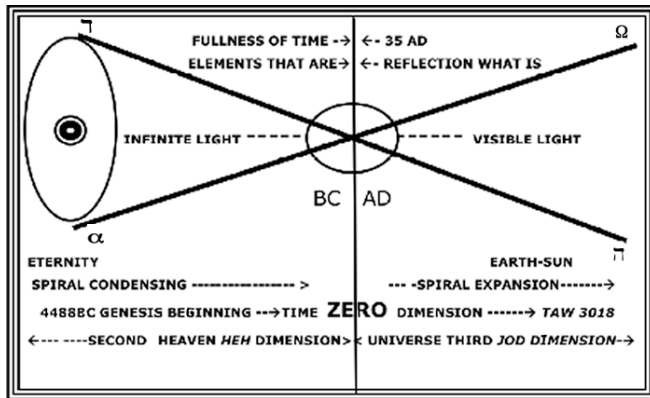 Ω
FULLNESS OF TIME --→ ←-- 35 AD
ELEMENTS THAT ARE→ ←-- REFLECTION WHAT IS
INFINITE LIGHT ----- ------ VISIBLE LIGHT
BC AD
α
ETERNITY EARTH-SUN
SPIRAL CONDENSING ---------------- > --- -SPIRAL EXPANSION-------→
4488BC GENESIS BEGINNING ---→TIME ZERO DIMENSION ------→ TAW 3018
←--- -----SECOND HEAVEN HEH DIMENSION>< UNIVERSE THIRD JOD DIMENSION--→